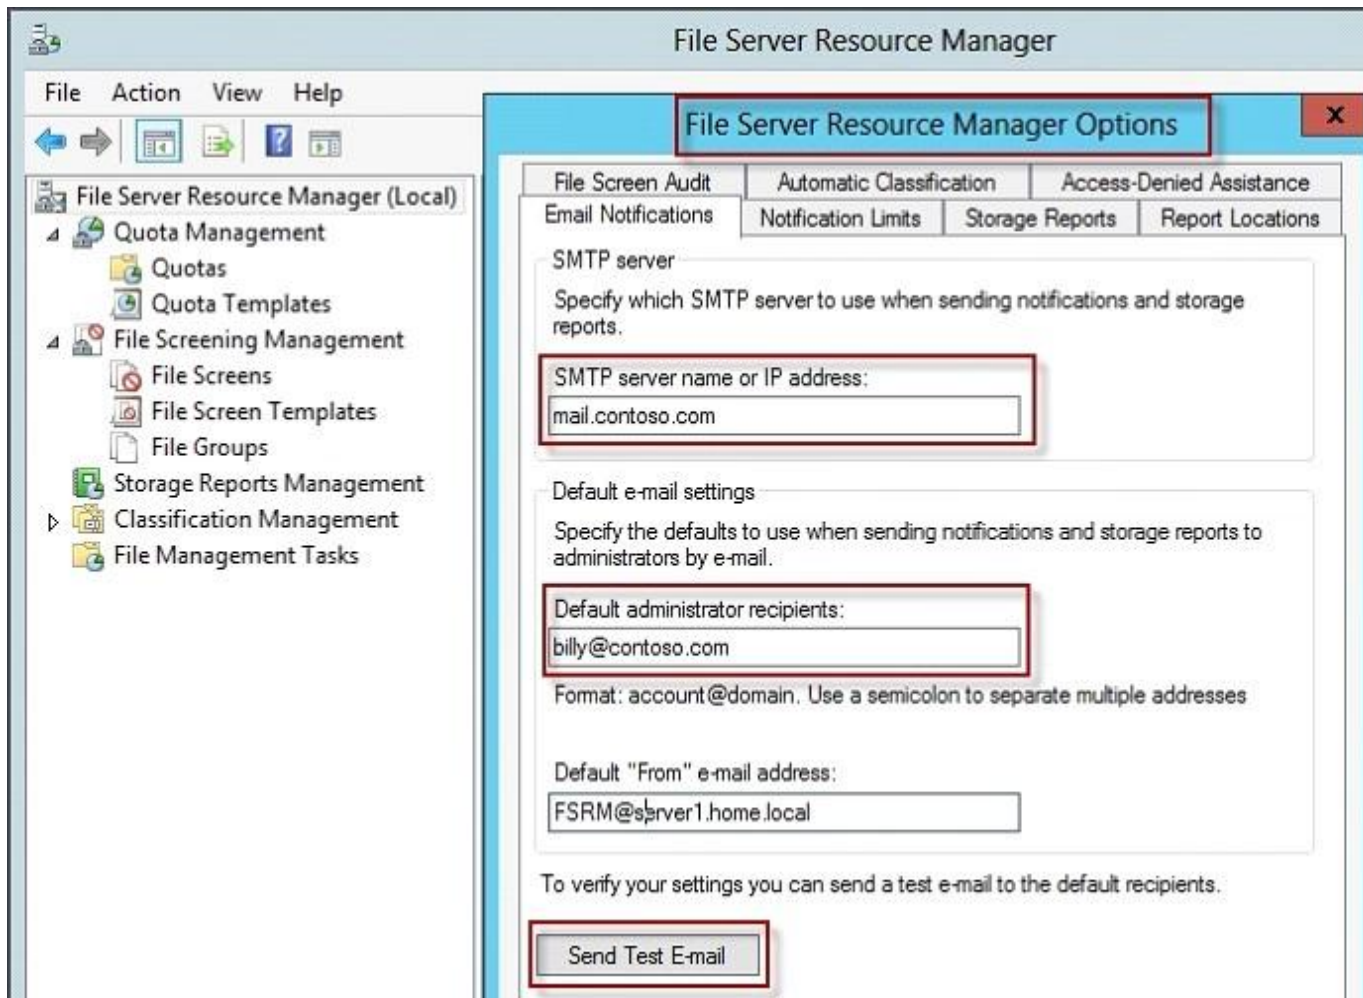 File Server Resource Manager
File Action View Help
File Server Resource Manager (Local)
Quota Management
Quotas
Quota Templates
File Screening Management
File Screens
File Screen Templates
File Groups
Storage Reports Management
Classification Management
File Management Tasks
File Server Resource Manager Options
x
File Screen Audit Automatic Classification Access-Denied Assistance
Email Notifications Notification Limits Storage Reports Report Locations
SMTP server
Specify which SMTP server to use when sending notifications and storage
reports.
SMTP server name or IP address:
mail.contoso.com
Default e-mail settings
Specify the defaults to use when sending notifications and storage reports to
administrators by e-mail.
Default administrator recipients:
billy@contoso.com
Format: account@domain. Use a semicolon to separate multiple addresses
Default "From" e-mail address:
FSRM@server1.home.local
To verify your settings you can send a test e-mail to the default recipients.
Send Test E-mail